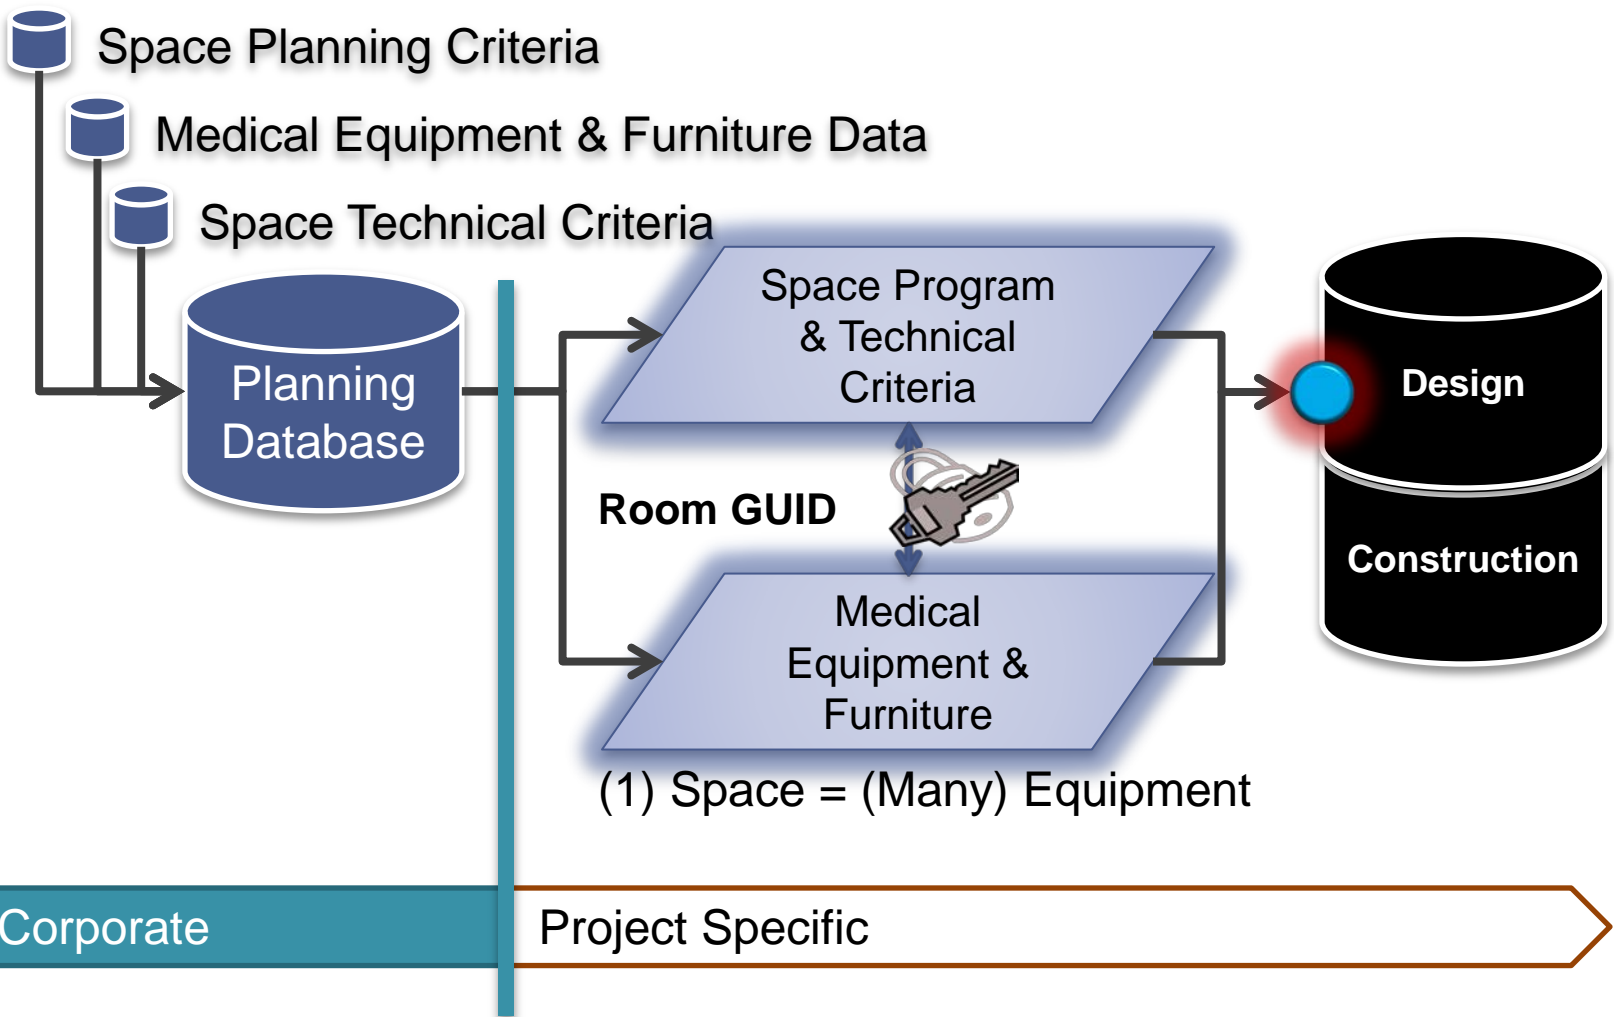 Space Planning Criteria
Medical Equipment & Furniture Data
Space Technical Criteria
Planning
Database
Space Program
& Technical
Criteria
Room GUID
Medical
Equipment &
Furniture
(1) Space = (Many) Equipment
Design
Construction
Corporate
Project Specific